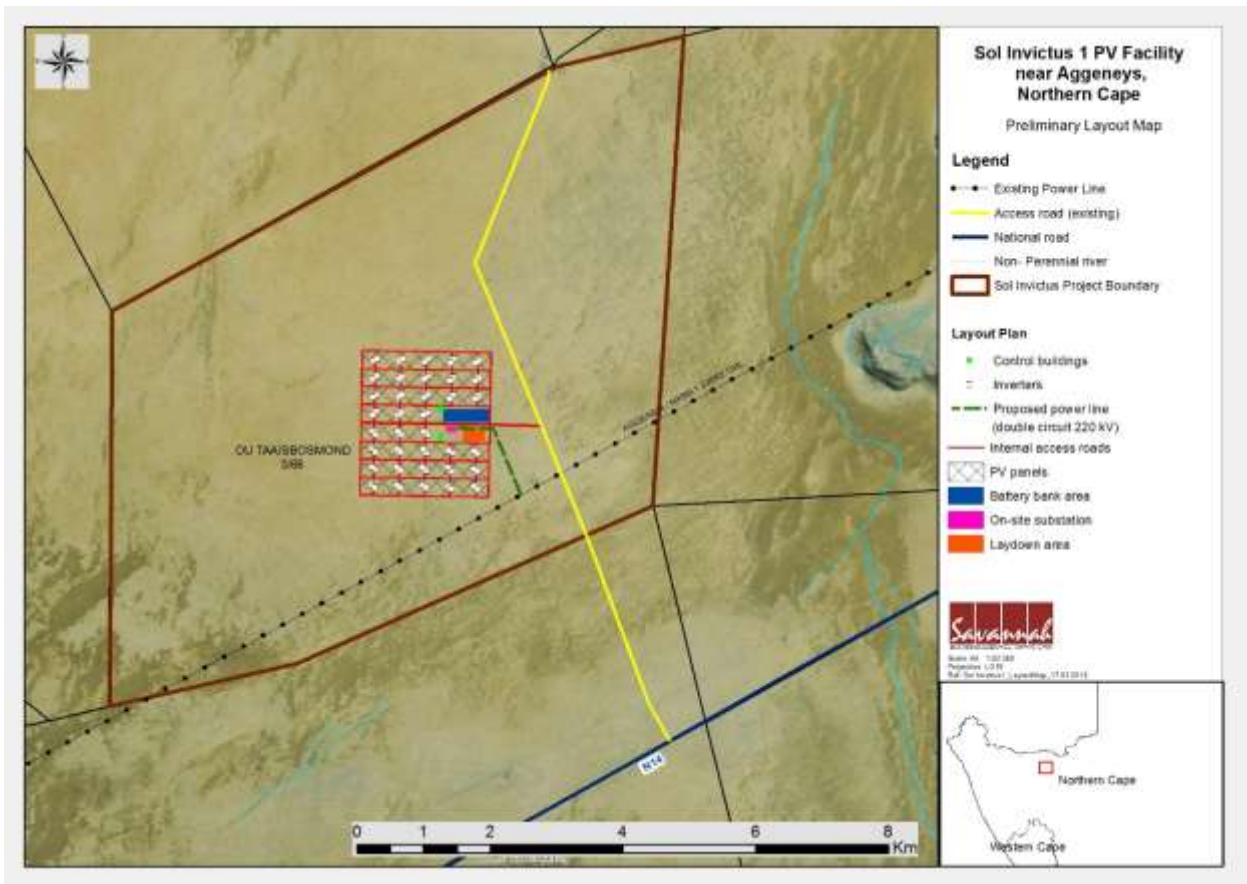 Sol Invictus 1 PV Facility
near Aggeneys,
Northern Cape
Preliminary Layout Map
Legend
Existing Power Line
Access road (existing)
National road
Non- Perennial river
Sol Invictus Project Boundary
Layout Plan
Control buildings
Inverters
Proposed power line
(double circuit 220 kV)
Internal access roads
PV panels
Battery bank area
On-site substation
Laydown area
Savannah
OU TAAISBOSMOND
N14
0 1 2 4 6 8
Km
Northern Cape
Western Cape